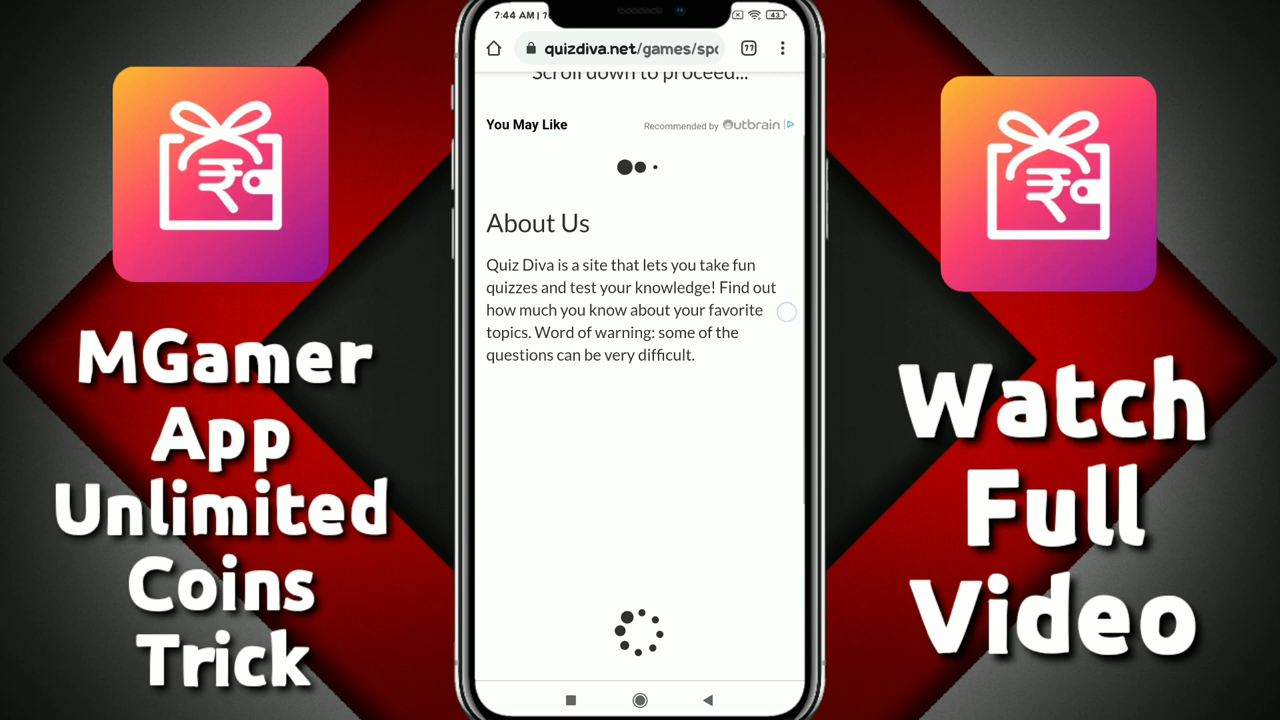 7:44 AM
43
quizdiva.net/games/spo
Scroll down to proceed...
You May Like
Recommended by Outbrain
About Us
Quiz Diva is a site that lets you take fun
quizzes and test your knowledge! Find out
how much you know about your favorite
topics. Word of warning: some of the
questions can be very difficult.
MGamer
App
Unlimited
Coins
Trick
Watch
Full
Video